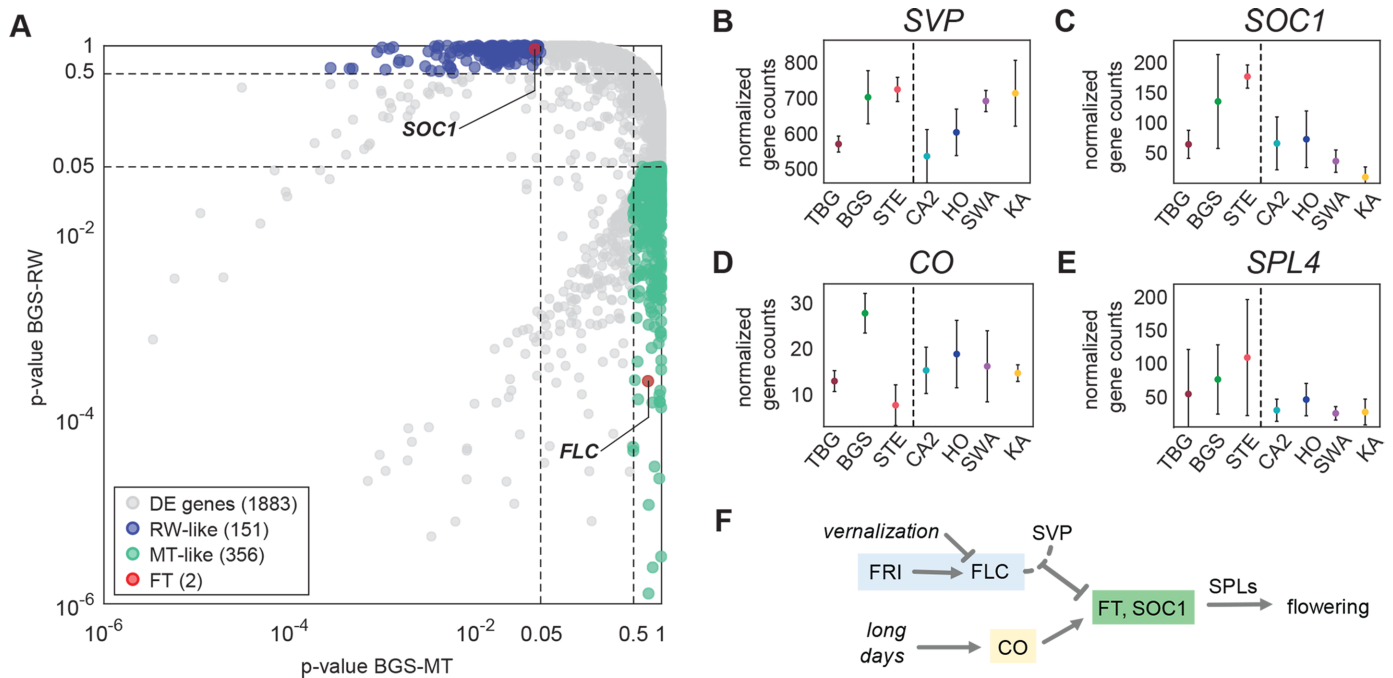 A
1
0.5
0.05
10-2
10-4
10-6
p-value BGS-RW
SOC1
FLC
DE genes (1883)
RW-like (151)
MT-like (356)
FT (2)
10-6
10-4
10-2
0.05
0.5
1
p-value BGS-MT
B
SVP
normalized
gene counts
800
700
600
500
TBG
BGS
STE
CA2
HO
SWA
KA
C
SOC1
normalized
gene counts
200
150
100
50
TBG
BGS
STE
CA2
HO
SWA
KA
D
CO
normalized
gene counts
30
20
10
TBG
BGS
STE
CA2
HO
SWA
KA
E
SPL4
normalized
gene counts
200
150
100
50
TBG
BGS
STE
CA2
HO
SWA
KA
F
vernalization
SVP
FRI
FLC
FT, SOC1
SPLs
flowering
long
days
CO